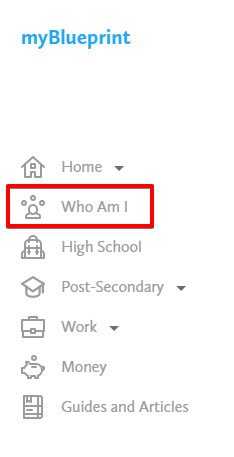 myBlueprint
Home
Who Am I
High School
Post-Secondary
Work
Money
Guides and Articles